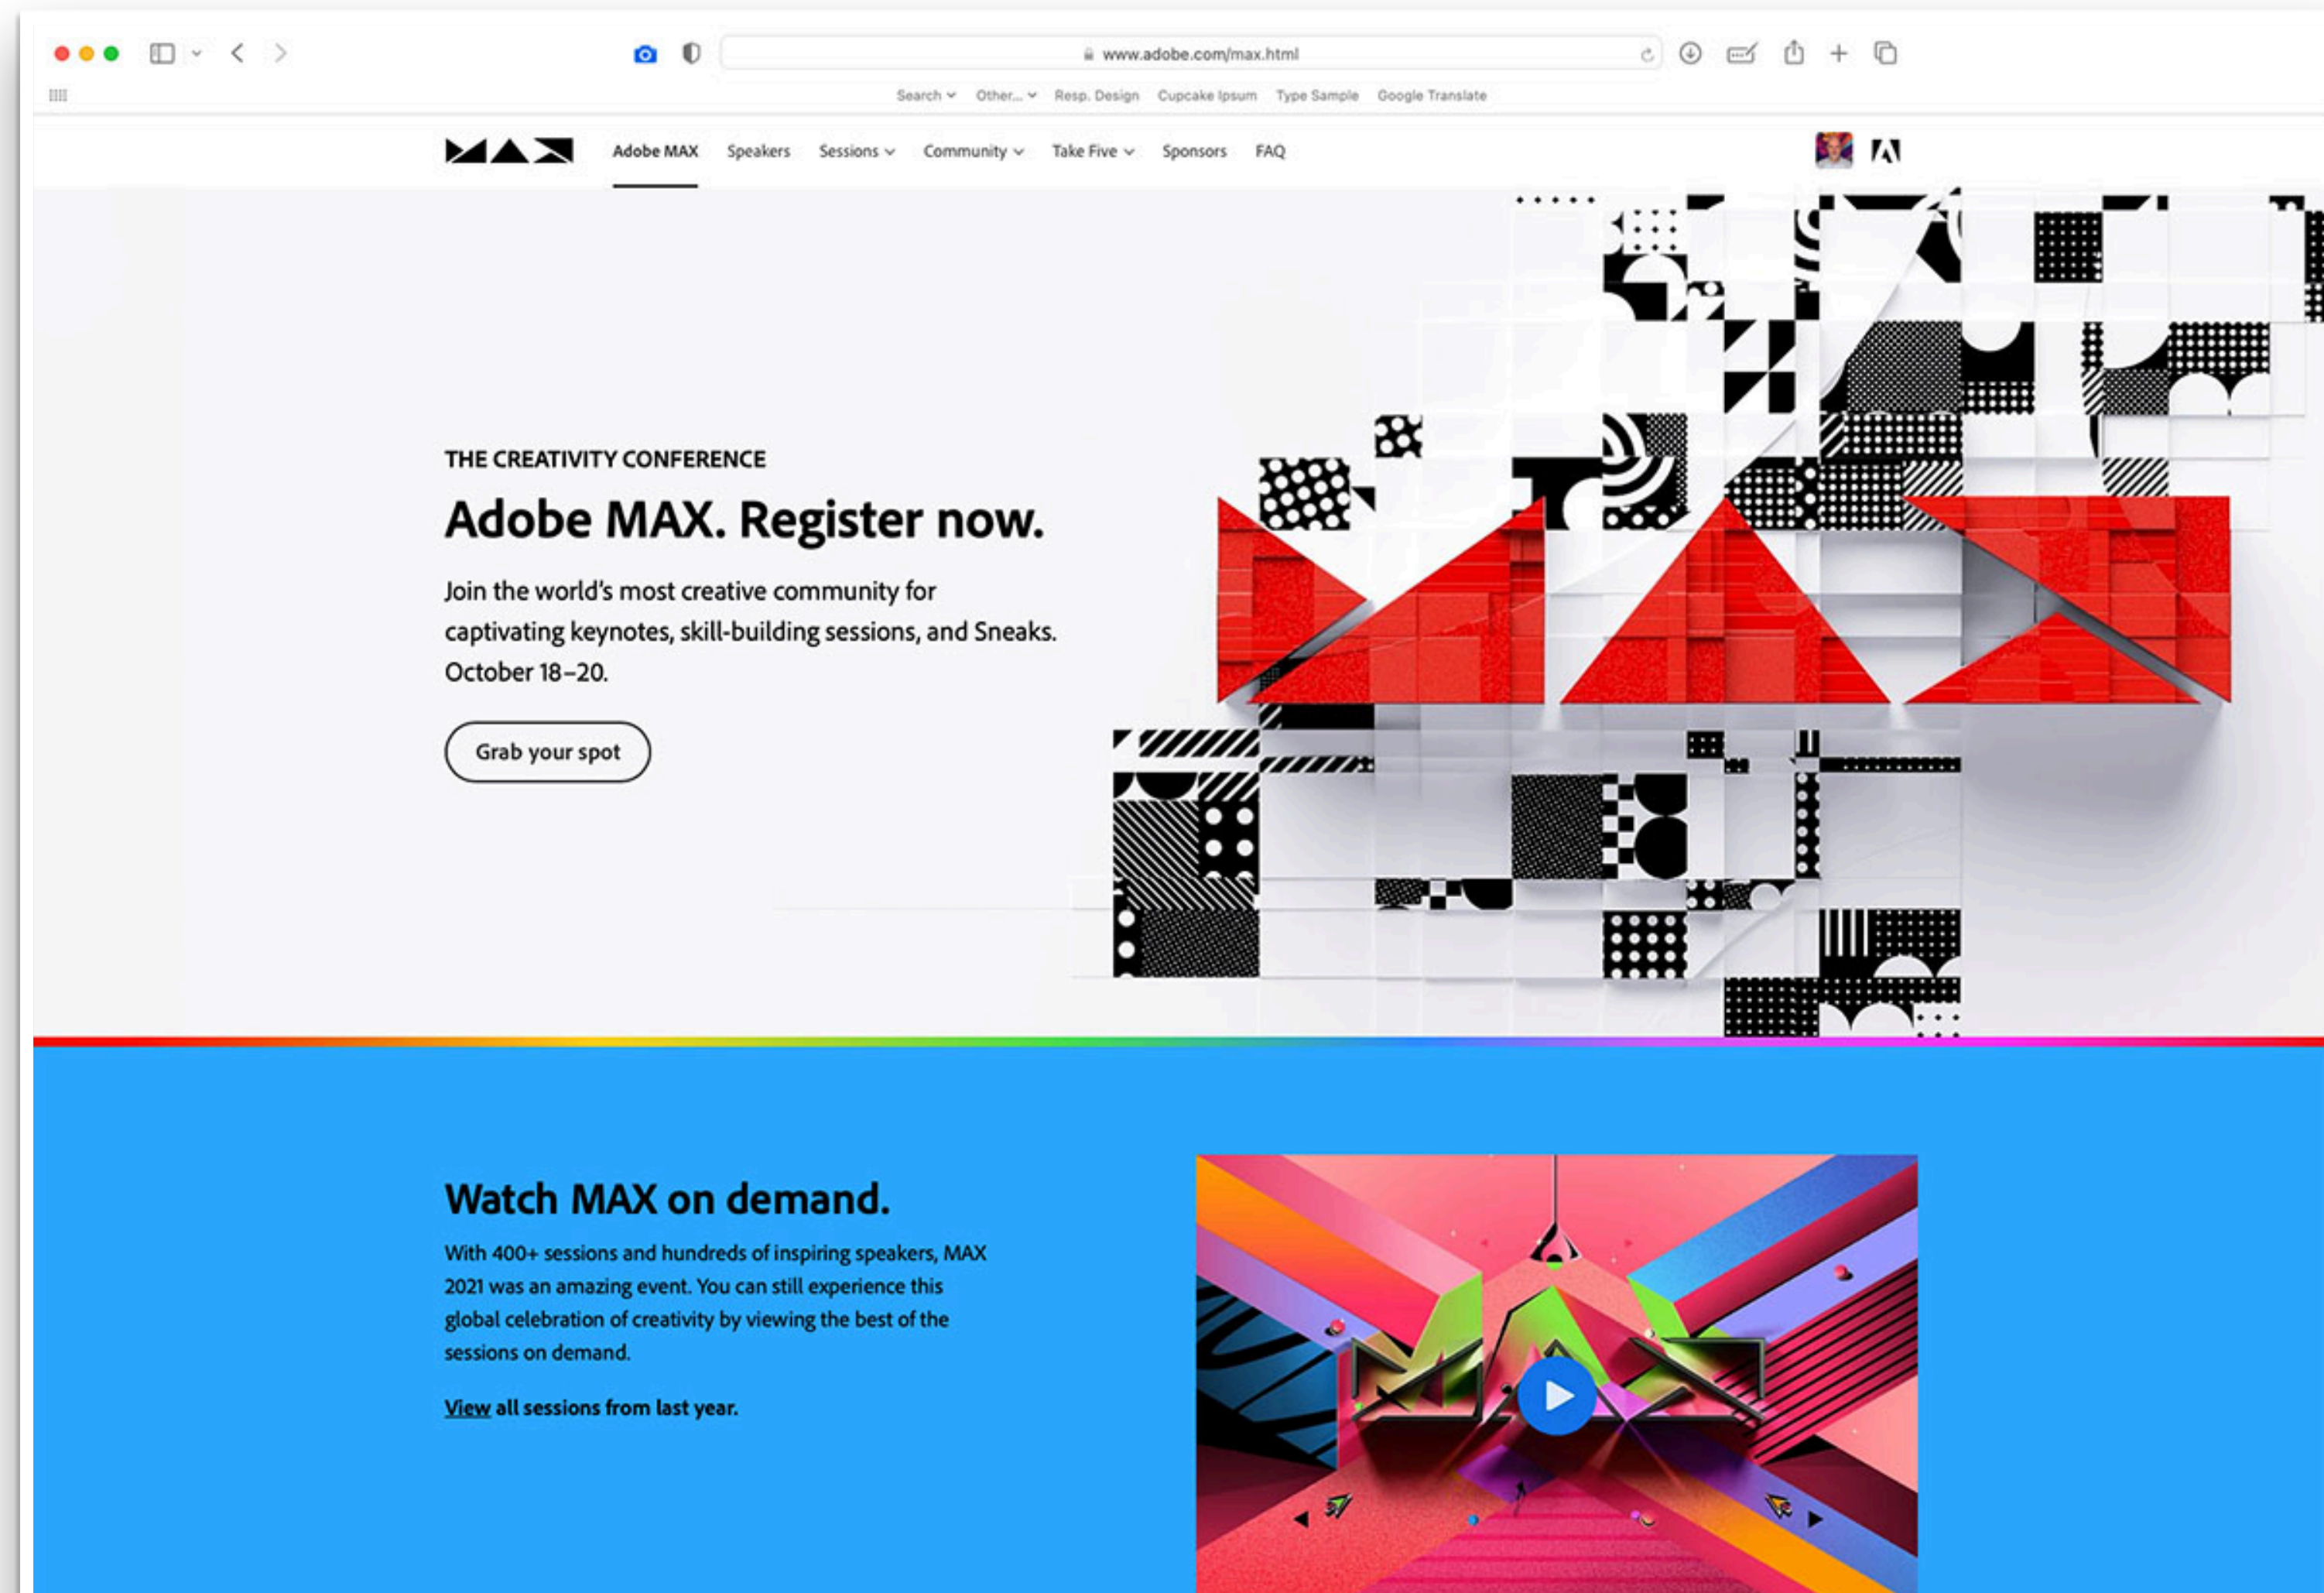 www.adobe.com/max.html
Search Other... Resp. Design Cupcake Ipsum Type Sample Google Translate
MAX Adobe MAX Speakers Sessions Community Take Five Sponsors FAQ
THE CREATIVITY CONFERENCE
Adobe MAX. Register now.
Join the world's most creative community for
captivating keynotes, skill-building sessions, and Sneaks.
October 18–20.
Grab your spot
MAX
Watch MAX on demand.
With 400+ sessions and hundreds of inspiring speakers, MAX
2021 was an amazing event. You can still experience this
global celebration of creativity by viewing the best of the
sessions on demand.
View all sessions from last year.
MAX